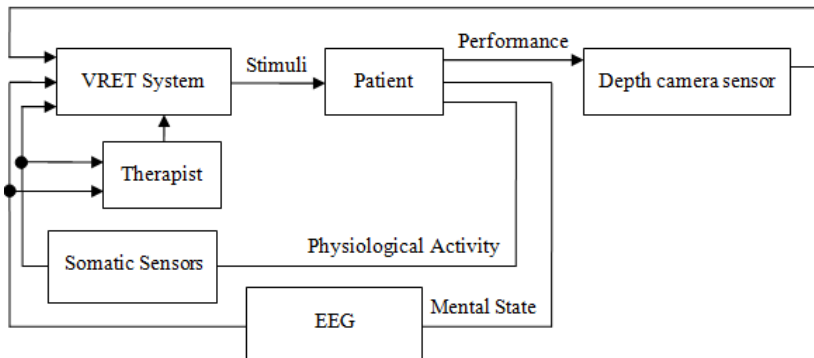 Performance
VRET System
Stimuli
Patient
Depth camera sensor
Therapist
Physiological Activity
Somatic Sensors
Mental State
EEG